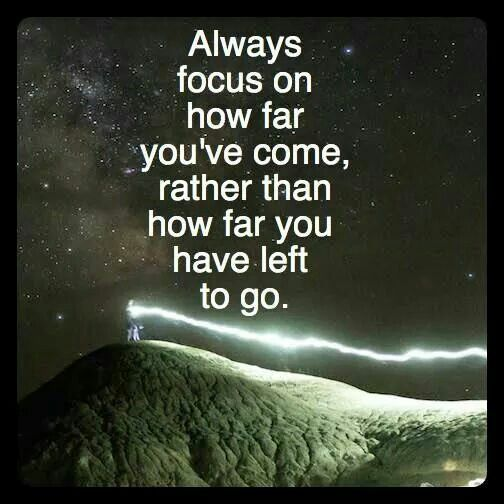 Always
focus on
how far
you've come,
rather than
how far you
have left
to go.